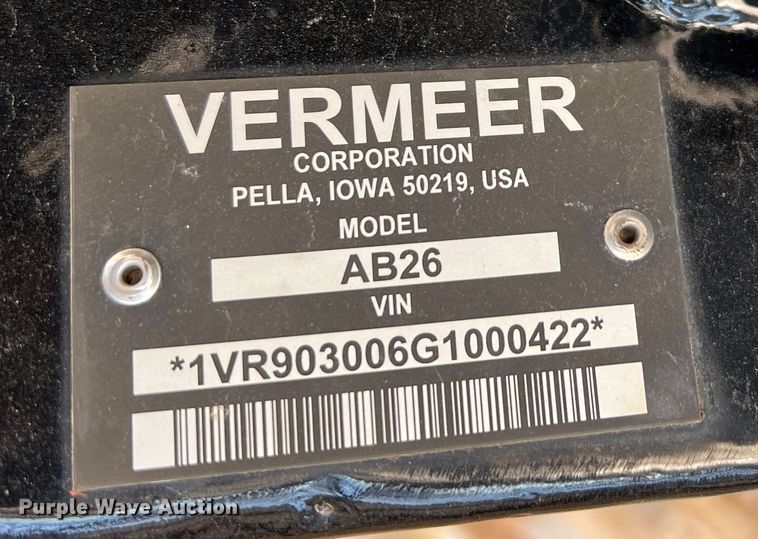 VERMEER
CORPORATION
PELLA, IOWA 50219, USA
MODEL
AB26
VIN
*1VR903006G1000422*
Purple Wave Auction